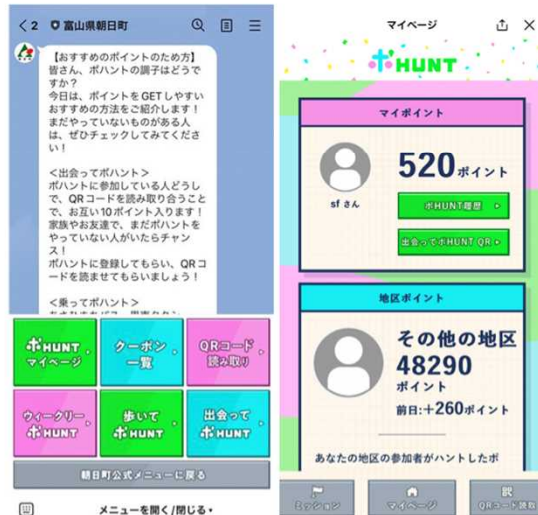 < 2 富山県朝日町
【おすすめのポイントのため方】
皆さん、ポハントの調子はどうで
すか？
今日は、ポイントをGETしやすい
おすすめの方法をご紹介します！
まだやっていないものがある人
は、ぜひチェックしてみてくださ
い！
＜出会ってポハント＞
ポハントに参加している人どうし
で、QRコードを読み取り合うこと
で、お互い10ポイント入ります！
家族やお友達で、まだポハントを
やっていない人がいたらチャン
ス！
ポハントに登録してもらい、QRコ
ードを読ませてもらいましょう！
＜乗ってポハント＞
ポHUNT
マイページ
クーポン
一覧
QRコード
読み取り
ウィークリー
ポHUNT
歩いて
ポHUNT
出会って
ポHUNT
朝日町公式メニューに戻る
メニューを開く/閉じる
マイページ
ポHUNT
マイポイント
520ポイント
sf さん
ポHUNT履歴
出会ってポHUNT QR
地区ポイント
その他の地区
48290
ポイント
前日:+260ポイント
あなたの地区の参加者がハントしたポ
ミッション
マイページ
QRコード読取